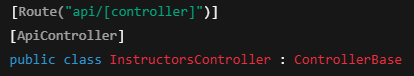 [Route("api/[controller]")]
[ApiController]
public class InstructorsController : ControllerBase